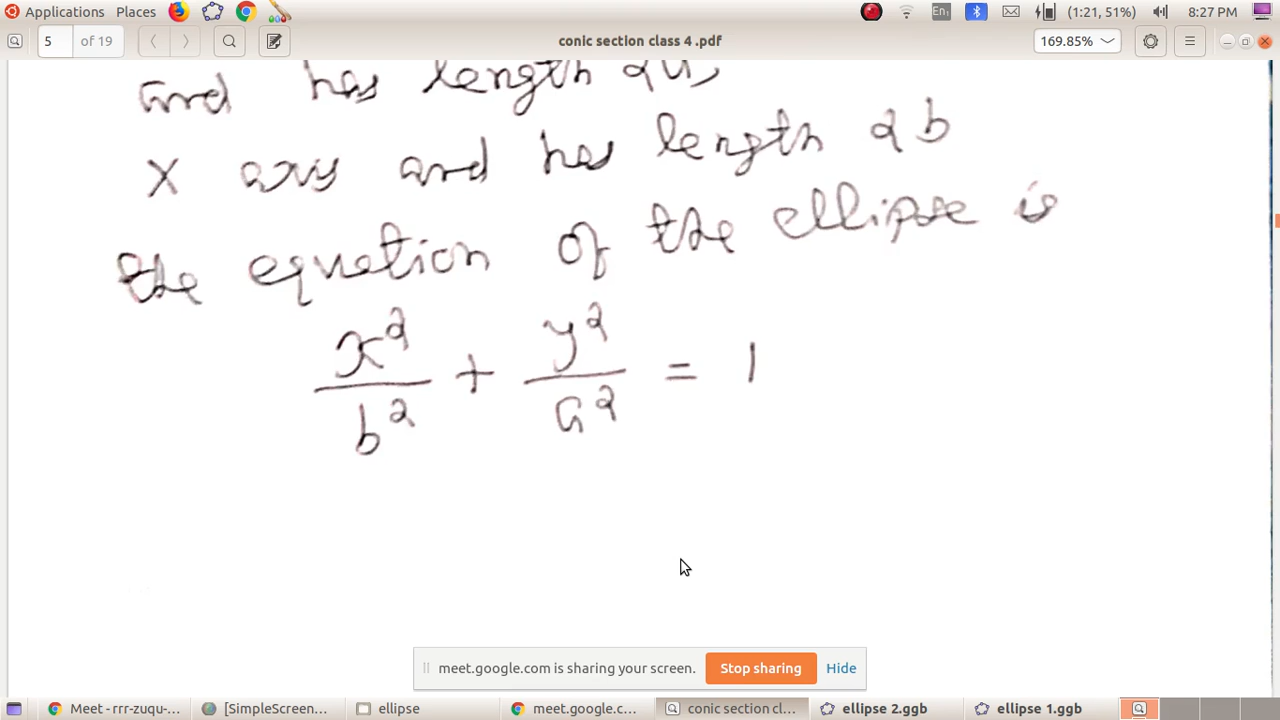 Applications Places En1 (1:21, 51%) 8:27 PM
5 of 19 conic section class 4 .pdf 169.85%
and has length 2a,
X axis and has length 2b
the equation of the ellipse is
x²/b² + y²/a² = 1
meet.google.com is sharing your screen. Stop sharing Hide
Meet - rrr-zuqu-... [SimpleScreen... ellipse meet.google.c... conic section cl... ellipse 2.ggb ellipse 1.ggb